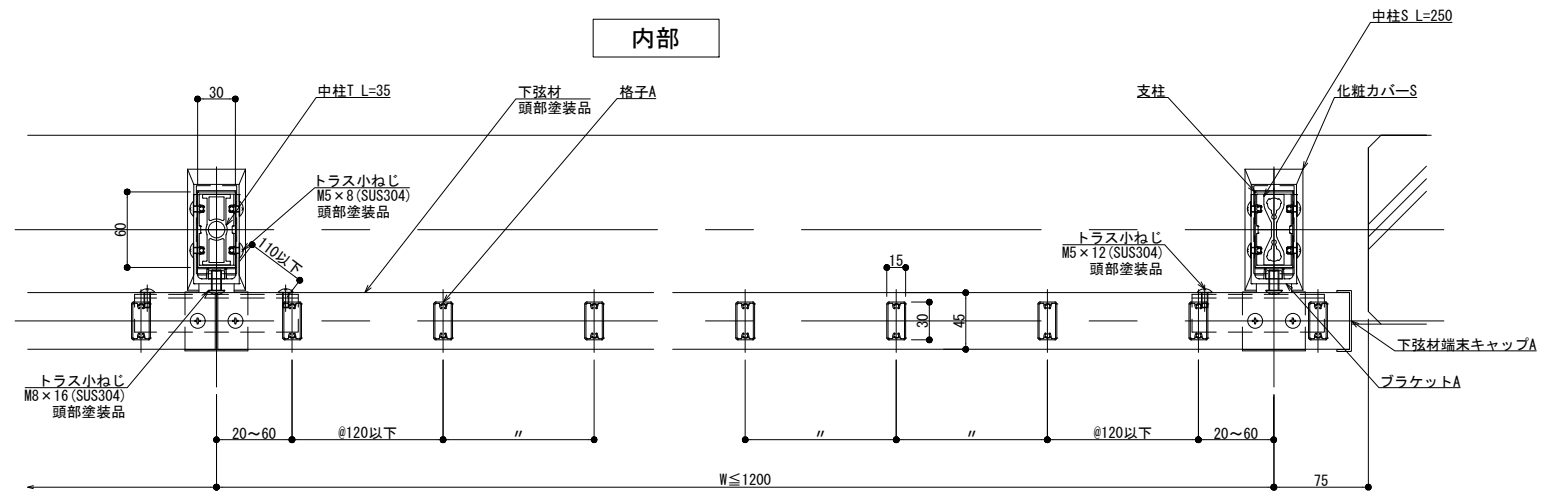 内部
中柱S L=250
30
中柱T L=35
下弦材
頭部塗装品
格子A
支柱
化粧カバーS
トラス小ねじ
M5×8(SUS304)
頭部塗装品
60
110以下
トラス小ねじ
M5×12(SUS304)
頭部塗装品
15
30
45
下弦材端末キャップA
ブラケットA
トラス小ねじ
M8×16(SUS304)
頭部塗装品
20～60
@120以下
〃
〃
〃
@120以下
20～60
W≦1200
75